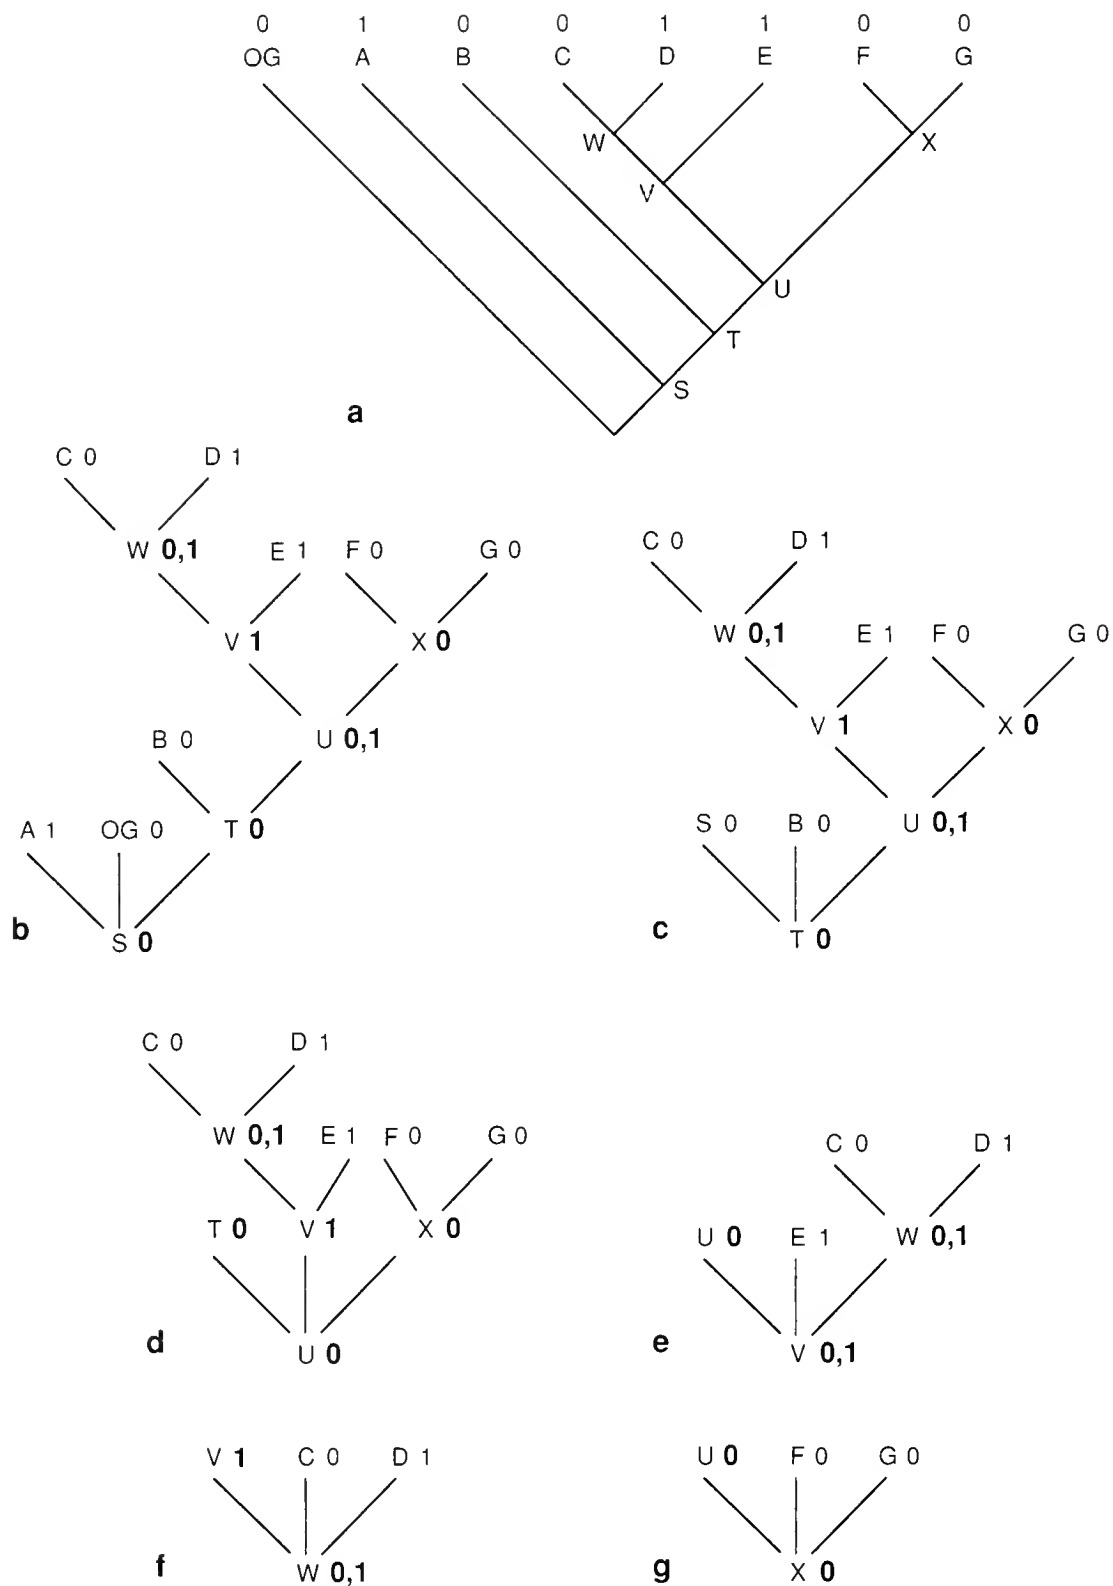 0 1 0 0 1 1 0 0
OG A B C D E F G
W X
V
U
T
S
a
C 0 D 1
W 0,1 E 1 F 0 G 0
V 1 X 0
B 0 U 0,1
A 1 OG 0 T 0
b S 0
C 0 D 1
W 0,1 E 1 F 0 G 0
V 1 X 0
S 0 B 0 U 0,1
c T 0
C 0 D 1
W 0,1 E 1 F 0 G 0
T 0 V 1 X 0
d U 0
C 0 D 1
U 0 E 1 W 0,1
e V 0,1
V 1 C 0 D 1
f W 0,1
U 0 F 0 G 0
g X 0